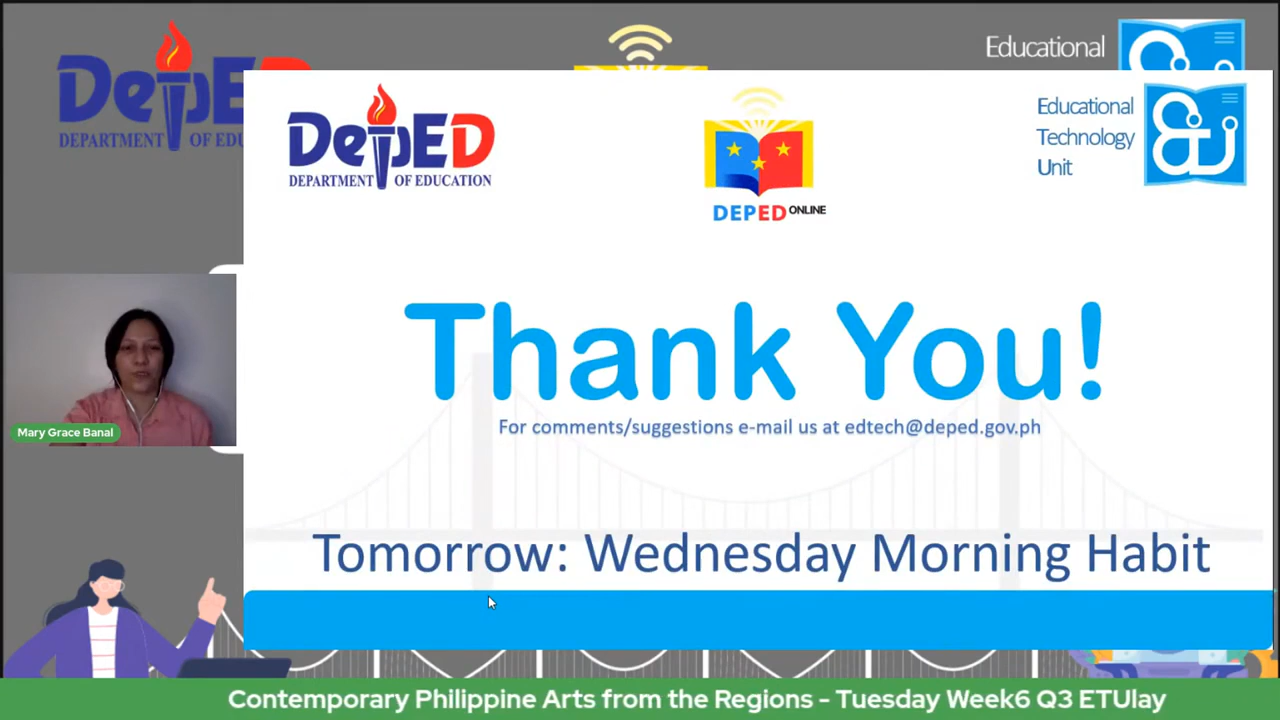 DepED
DEPARTMENT OF EDU
Educational
DepED
DEPARTMENT OF EDUCATION
DEPED ONLINE
Educational
Technology
Unit
Thank You!
For comments/suggestions e-mail us at edtech@deped.gov.ph
Mary Grace Banal
Tomorrow: Wednesday Morning Habit
Contemporary Philippine Arts from the Regions - Tuesday Week6 Q3 ETUlay